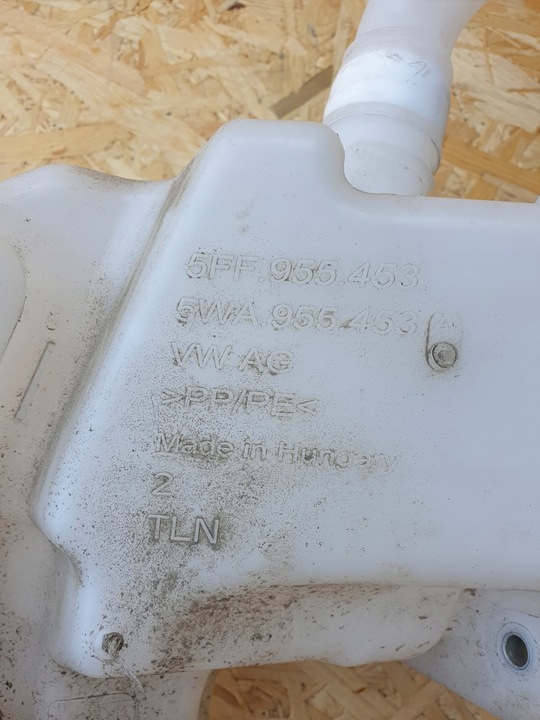 5FF.955.453.
5WA.955.453 A
VW AG
>PP/PE<
Made in Hungary
2
TLN